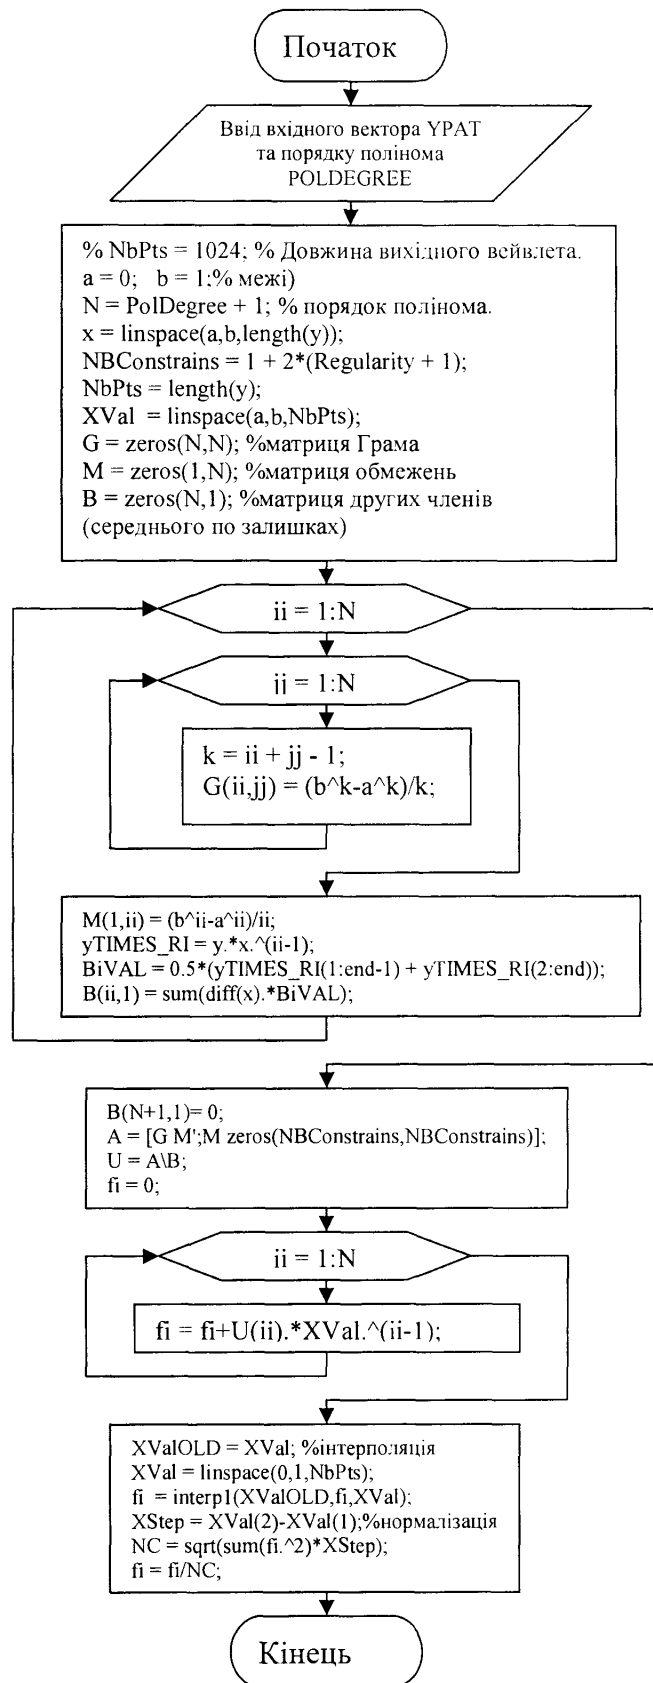 Початок
Ввід вхідного вектора YPAT
та порядку полінома
POLDEGREE
% NbPts = 1024; % Довжина вихідного вейвлета.
a = 0; b = 1;% межі)
N = PolDegree + 1; % порядок полінома.
x = linspace(a,b,length(y));
NBConstrains = 1 + 2*(Regularity + 1);
NbPts = length(y);
XVal = linspace(a,b,NbPts);
G = zeros(N,N); %матриця Грама
M = zeros(1,N); %матриця обмежень
B = zeros(N,1); %матриця других членів
(середнього по залишках)
ii = 1:N
jj = 1:N
k = ii + jj - 1;
G(ii,jj) = (b^k-a^k)/k;
M(1,ii) = (b^ii-a^ii)/ii;
yTIMES_RI = y.*x.^(ii-1);
BiVAL = 0.5*(yTIMES_RI(1:end-1) + yTIMES_RI(2:end));
B(ii,1) = sum(diff(x).*BiVAL);
B(N+1,1)= 0;
A = [G M';M zeros(NBConstrains,NBConstrains)];
U = A\B;
fi = 0;
ii = 1:N
fi = fi+U(ii).*XVal.^(ii-1);
XValOLD = XVal; %інтерполяція
XVal = linspace(0,1,NbPts);
fi = interp1(XValOLD,fi,XVal);
XStep = XVal(2)-XVal(1);%нормалізація
NC = sqrt(sum(fi.^2)*XStep);
fi = fi/NC;
Кінець